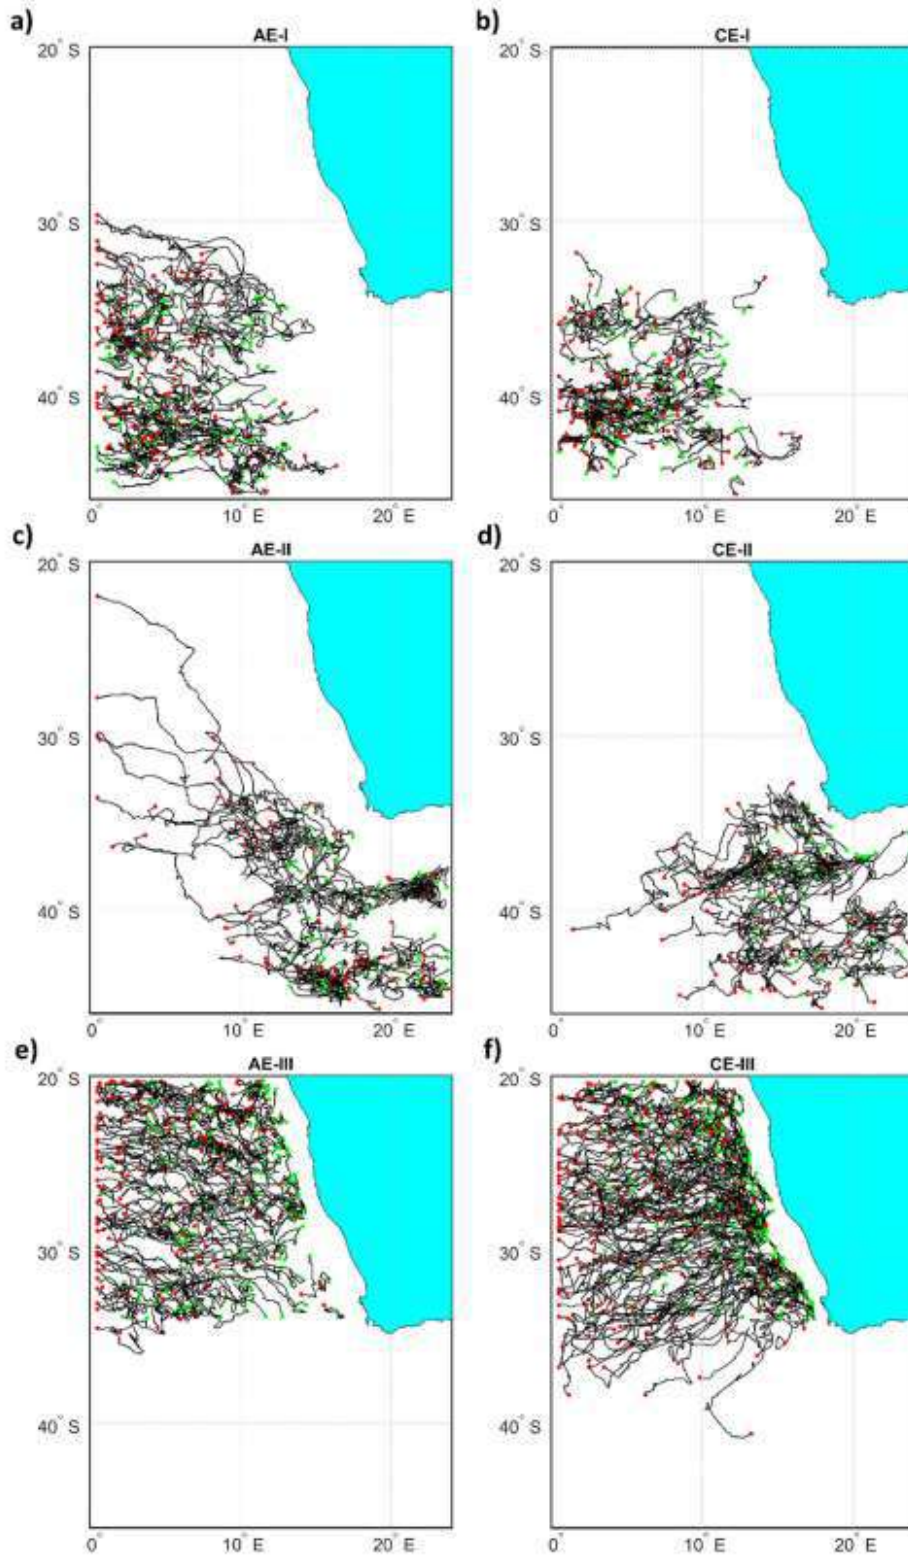 a) b)
AE-I CE-I
20° S 20° S
30° S 30° S
40° S 40° S
0° 10° E 20° E 0° 10° E 20° E
c) d)
AE-II CE-II
20° S 20° S
30° S 30° S
40° S 40° S
0° 10° E 20° E 0° 10° E 20° E
e) f)
AE-III CE-III
20° S 20° S
30° S 30° S
40° S 40° S
0° 10° E 20° E 0° 10° E 20° E